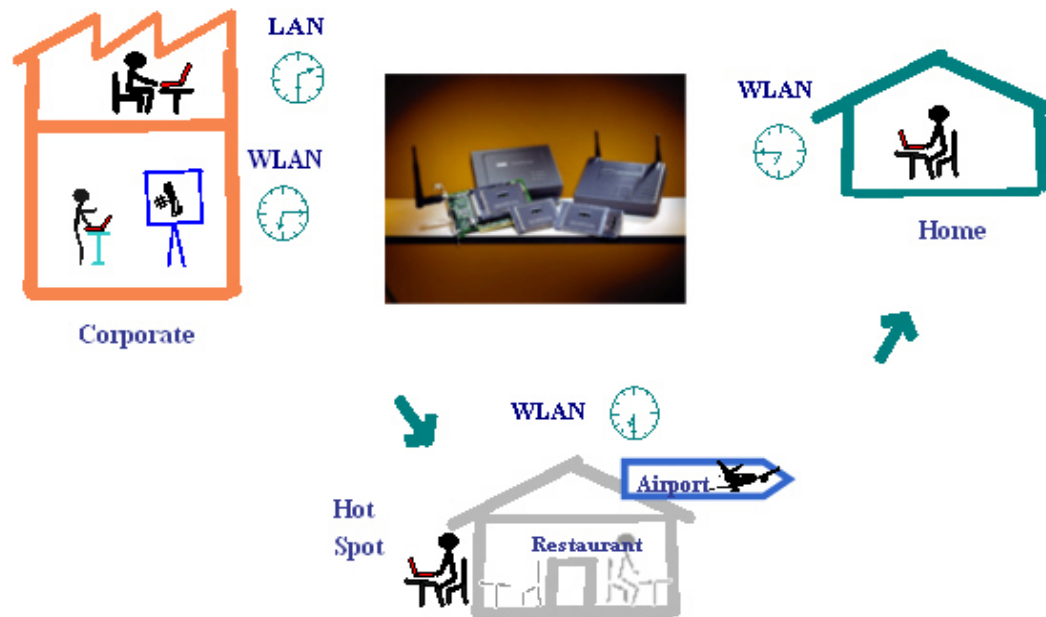 LAN
WLAN
WLAN
Home
Corporate
WLAN
Airport
Hot
Spot
Restaurant